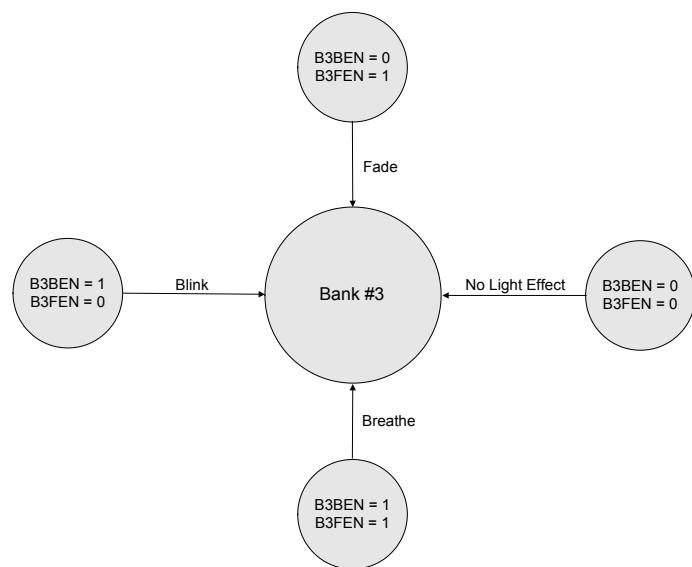 B3BEN = 0
B3FEN = 1
Fade
B3BEN = 1
B3FEN = 0
Blink
Bank #3
No Light Effect
B3BEN = 0
B3FEN = 0
Breathe
B3BEN = 1
B3FEN = 1